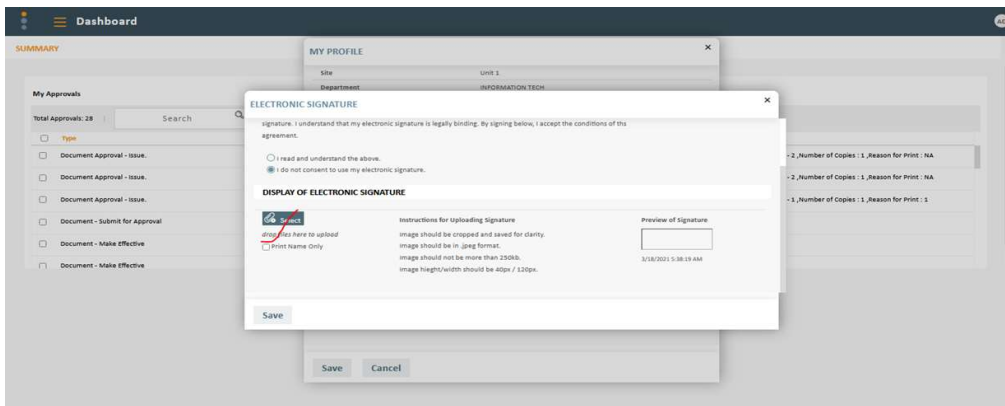 Dashboard
AD
SUMMARY
MY PROFILE
×
Site Unit 1
Department INFORMATION TECH
My Approvals
Total Approvals: 28 Search
Type
Document Approval - Issue.
- 2 ,Number of Copies : 1 ,Reason for Print : NA
Document Approval - Issue.
- 2 ,Number of Copies : 1 ,Reason for Print : NA
Document Approval - Issue.
- 1 ,Number of Copies : 1 ,Reason for Print : 1
Document - Submit for Approval
Document - Make Effective
Document - Make Effective
ELECTRONIC SIGNATURE
×
signature. I understand that my electronic signature is legally binding. By signing below, I accept the conditions of ths
agreement.
I read and understand the above.
I do not consent to use my electronic signature.
DISPLAY OF ELECTRONIC SIGNATURE
Select
drop files here to upload
Print Name Only
Instructions for Uploading Signature
Image should be cropped and saved for clarity.
Image should be in .jpeg format.
Image should not be more than 250kb.
Image hieght/width should be 40px / 120px.
Preview of Signature
3/18/2021 5:38:19 AM
Save
Save Cancel